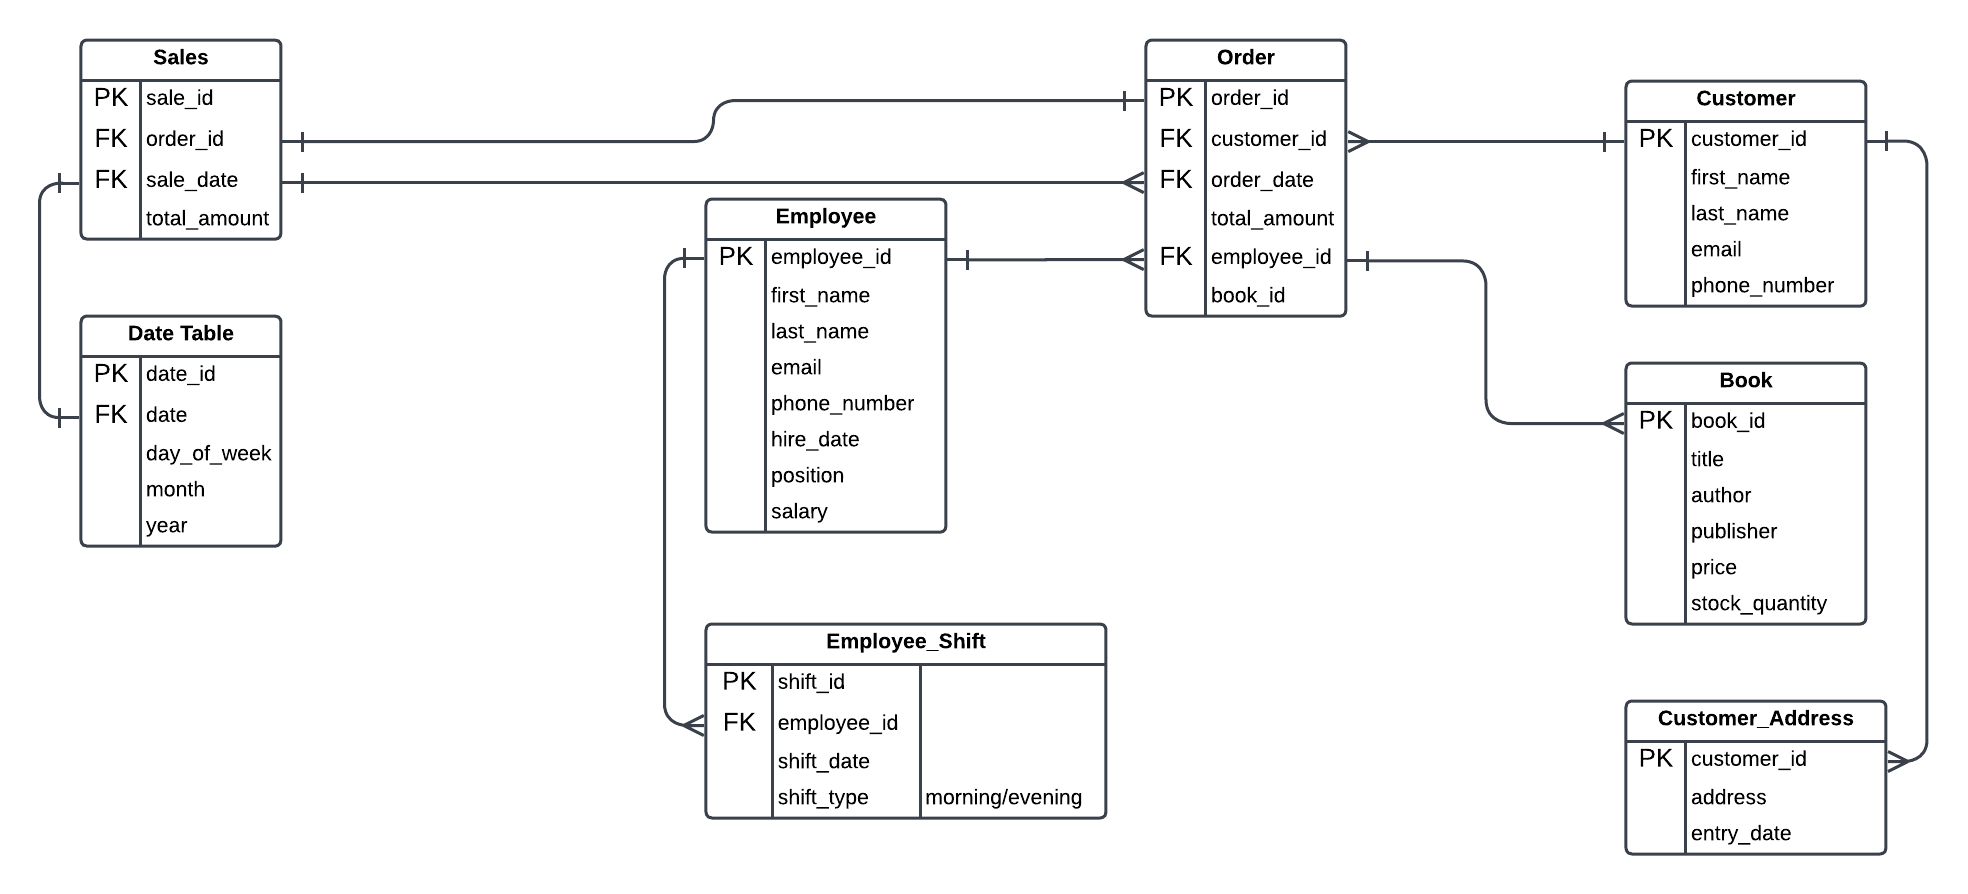 Sales
PK sale_id
FK order_id
FK sale_date
total_amount
Date Table
PK date_id
FK date
day_of_week
month
year
Employee
PK employee_id
first_name
last_name
email
phone_number
hire_date
position
salary
Employee_Shift
PK shift_id
FK employee_id
shift_date
shift_type morning/evening
Order
PK order_id
FK customer_id
FK order_date
total_amount
FK employee_id
book_id
Customer
PK customer_id
first_name
last_name
email
phone_number
Book
PK book_id
title
author
publisher
price
stock_quantity
Customer_Address
PK customer_id
address
entry_date